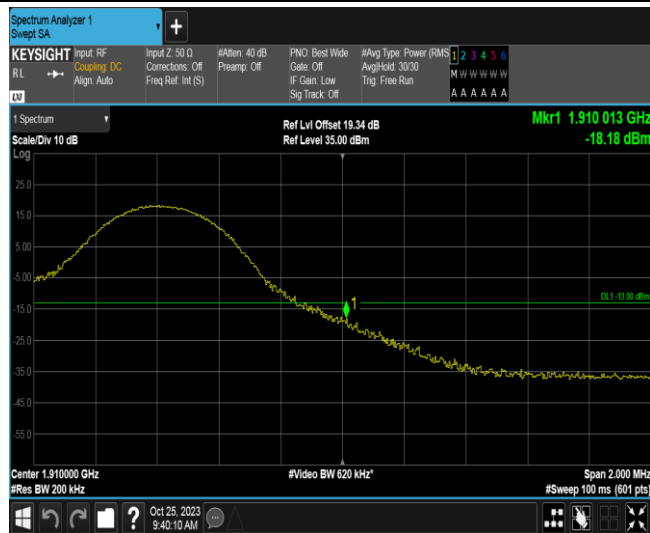 Spectrum Analyzer 1
Swept SA
KEYSIGHT
RL
Input: RF
Coupling: DC
Align: Auto
Input Z: 50 Ω
Corrections: Off
Freq Ref: Int (S)
#Atten: 40 dB
Preamp: Off
PNO: Best Wide
Gate: Off
IF Gain: Low
Sig Track: Off
#Avg Type: Power (RMS
Avg|Hold: 30/30
Trig: Free Run
1 2 3 4 5 6
M W W W W W
A A A A A A
LXI
1 Spectrum
Scale/Div 10 dB
Ref Lvl Offset 19.34 dB
Ref Level 35.00 dBm
Mkr1 1.910 013 GHz
-18.18 dBm
Log
25.0
15.0
5.00
-5.00
1
DL1 -13.00 dBm
-15.0
-25.0
-35.0
-45.0
-55.0
Center 1.910000 GHz
#Video BW 620 kHz*
Span 2.000 MHz
#Res BW 200 kHz
#Sweep 100 ms (601 pts)
?
Oct 25, 2023
9:40:10 AM